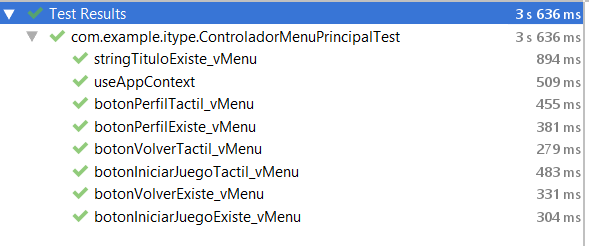 Test Results 3 s 636 ms
com.example.itype.ControladorMenuPrincipalTest 3 s 636 ms
stringTituloExiste_vMenu 894 ms
useAppContext 509 ms
botonPerfilTactil_vMenu 455 ms
botonPerfilExiste_vMenu 381 ms
botonVolverTactil_vMenu 279 ms
botonIniciarJuegoTactil_vMenu 483 ms
botonVolverExiste_vMenu 331 ms
botonIniciarJuegoExiste_vMenu 304 ms